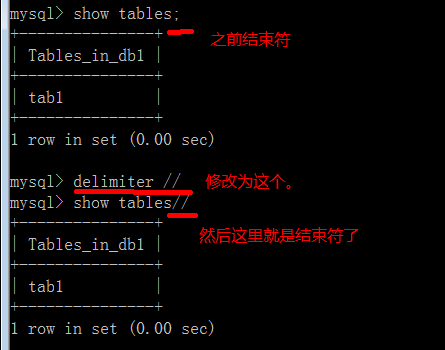 mysql> show tables;
之前结束符
+---------------+
| Tables_in_db1 |
+---------------+
| tab1          |
+---------------+
1 row in set (0.00 sec)
mysql> delimiter // 修改为这个。
mysql> show tables//
+---------------+
| Tables_in_db1 |
然后这里就是结束符了
+---------------+
| tab1          |
+---------------+
1 row in set (0.00 sec)